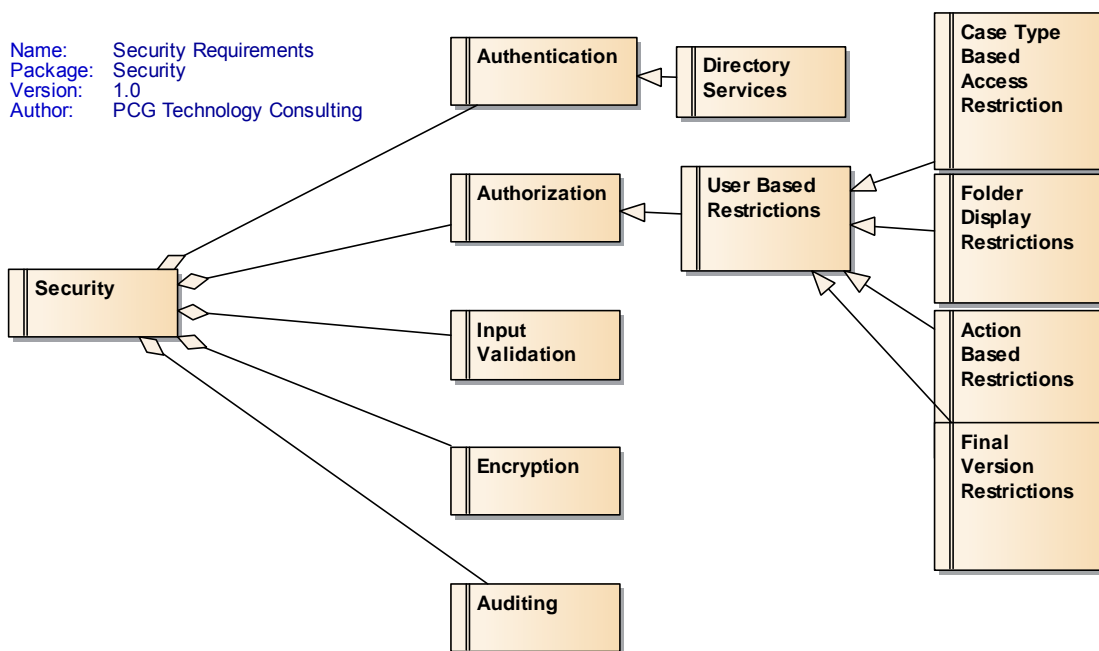 Name: Security Requirements
Package: Security
Version: 1.0
Author: PCG Technology Consulting
Security
Authentication
Directory
Services
Authorization
User Based
Restrictions
Input
Validation
Encryption
Auditing
Case Type
Based
Access
Restriction
Folder
Display
Restrictions
Action
Based
Restrictions
Final
Version
Restrictions